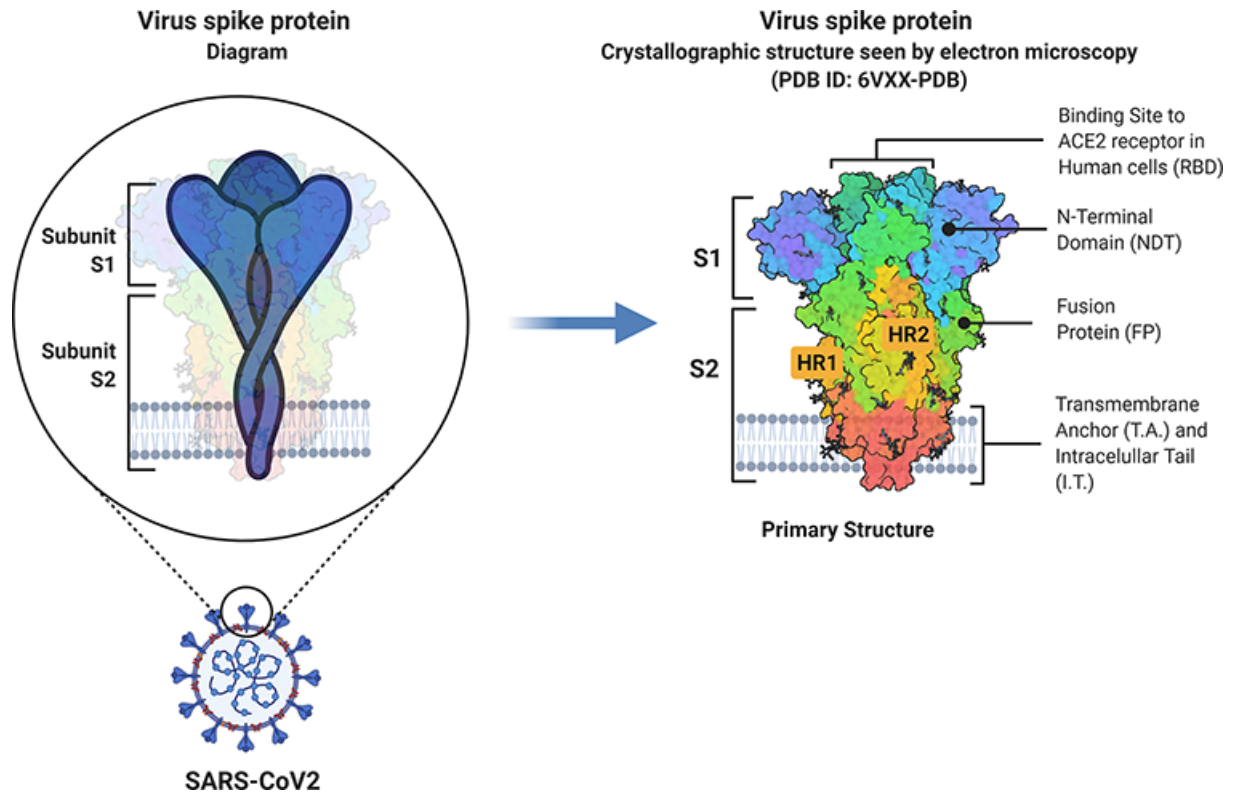 Virus spike protein
Diagram
Subunit
S1
Subunit
S2
SARS-CoV2
Virus spike protein
Crystallographic structure seen by electron microscopy
(PDB ID: 6VXX-PDB)
S1
S2
HR1
HR2
Binding Site to
ACE2 receptor in
Human cells (RBD)
N-Terminal
Domain (NDT)
Fusion
Protein (FP)
Transmembrane
Anchor (T.A.) and
Intracelullar Tail
(I.T.)
Primary Structure